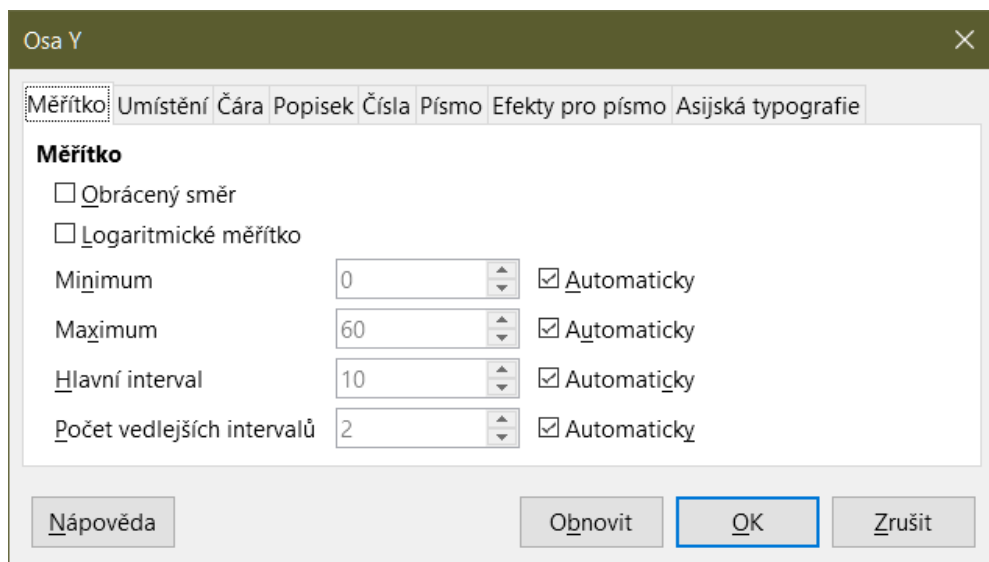 Osa Y
Měřítko Umístění Čára Popisek Čísla Písmo Efekty pro písmo Asijská typografie
Měřítko
Obrácený směr
Logaritmické měřítko
Minimum 0 Automaticky
Maximum 60 Automaticky
Hlavní interval 10 Automaticky
Počet vedlejších intervalů 2 Automaticky
Nápověda Obnovit OK Zrušit